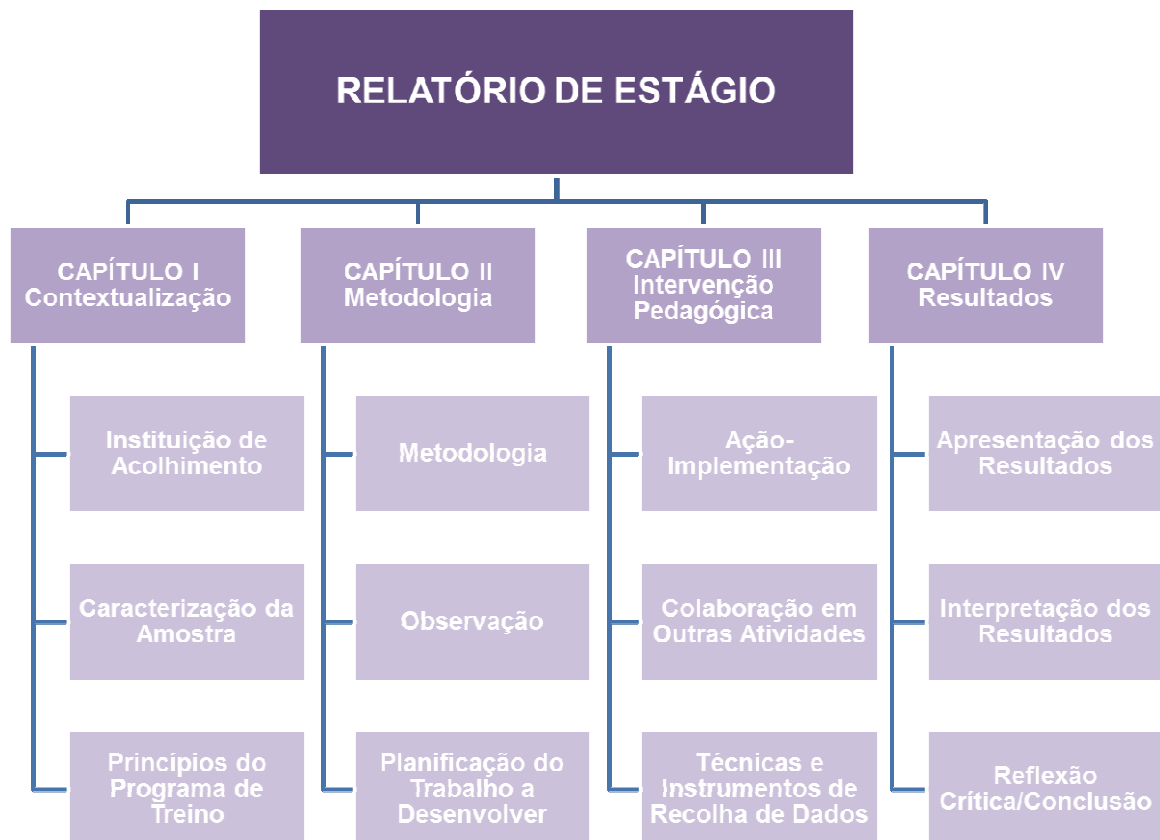 RELATÓRIO DE ESTÁGIO
CAPÍTULO I
Contextualização
Instituição de
Acolhimento
Caracterização da
Amostra
Princípios do
Programa de
Treino
CAPÍTULO II
Metodologia
Metodologia
Observação
Planificação do
Trabalho a
Desenvolver
CAPÍTULO III
Intervenção
Pedagógica
Ação-
Implementação
Colaboração em
Outras Atividades
Técnicas e
Instrumentos de
Recolha de Dados
CAPÍTULO IV
Resultados
Apresentação dos
Resultados
Interpretação dos
Resultados
Reflexão
Crítica/Conclusão